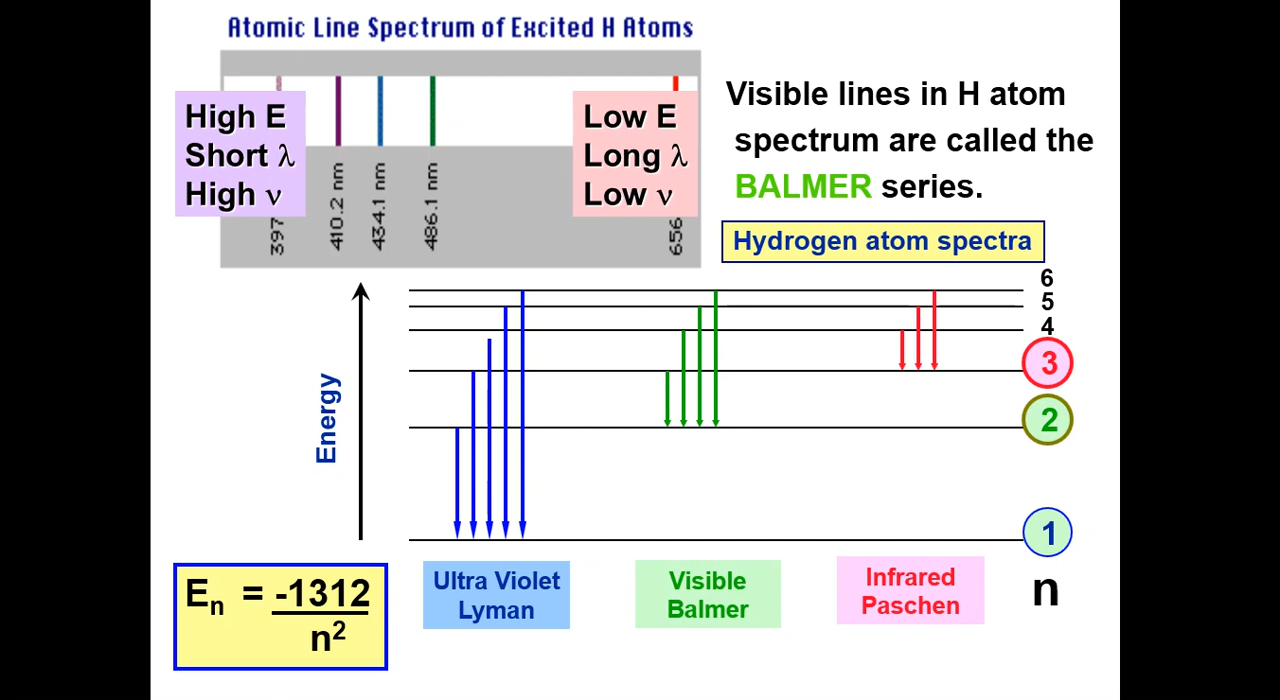 Atomic Line Spectrum of Excited H Atoms
High E
Short λ
High ν
Low E
Long λ
Low ν
397
410.2 nm
434.1 nm
486.1 nm
656
Visible lines in H atom
spectrum are called the
BALMER series.
Hydrogen atom spectra
6
5
4
3
2
1
n
Energy
Eₙ = -1312
n²
Ultra Violet
Lyman
Visible
Balmer
Infrared
Paschen